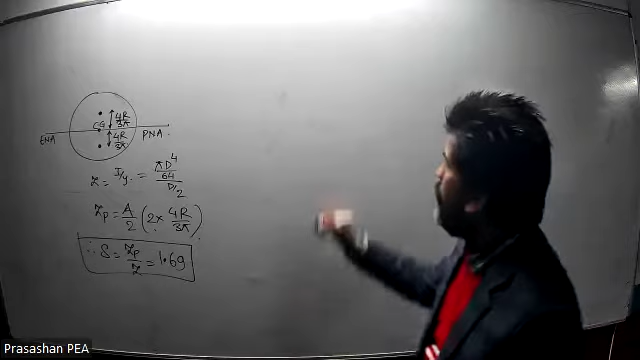 CG 4R/3π
4R/3π
ENA PNA.
Z = I/y. = πD⁴/64 / D/2
Zp = A/2 (2 x 4R/3π)
∴ S = Zp/Z = 1.69
Prasashan PEA